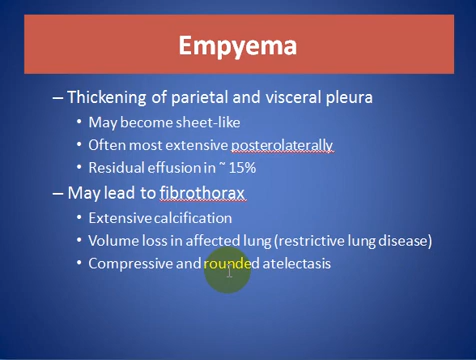 Empyema
– Thickening of parietal and visceral pleura
• May become sheet-like
• Often most extensive posterolaterally
• Residual effusion in ~ 15%
– May lead to fibrothorax
• Extensive calcification
• Volume loss in affected lung (restrictive lung disease)
• Compressive and rounded atelectasis